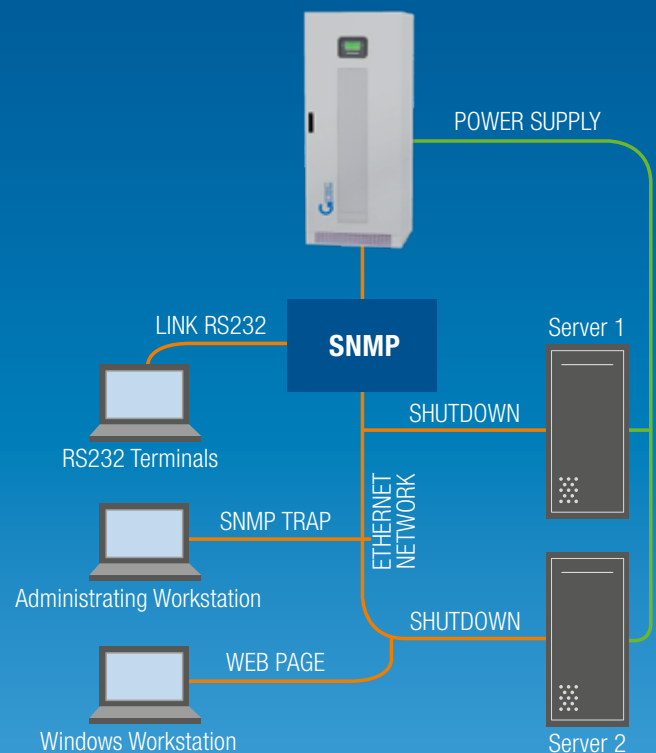 POWER SUPPLY
LINK RS232
SNMP
Server 1
SHUTDOWN
RS232 Terminals
ETHERNET
NETWORK
SNMP TRAP
Administrating Workstation
SHUTDOWN
WEB PAGE
Windows Workstation
Server 2